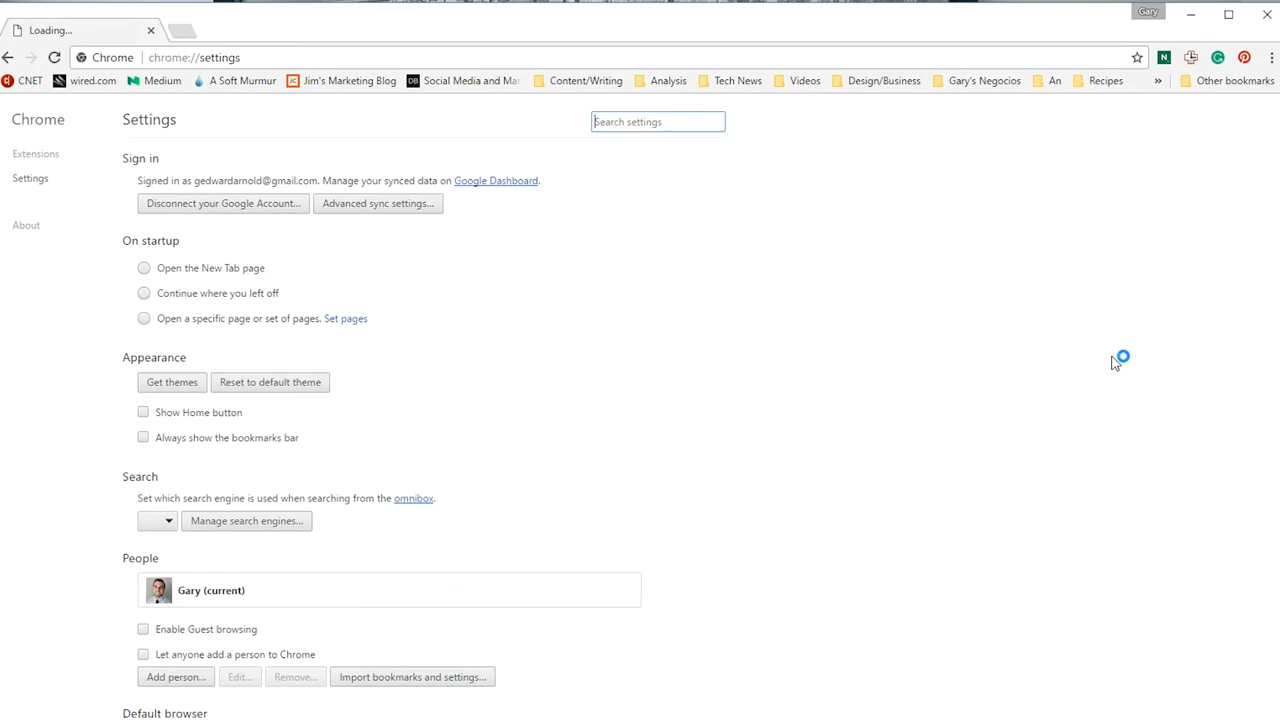 Gary
Loading...
Chrome chrome://settings
CNET wired.com Medium A Soft Murmur Jim's Marketing Blog Social Media and Ma Content/Writing Analysis Tech News Videos Design/Business Gary's Negocios An Recipes » Other bookmarks
Chrome Settings Search settings
Extensions
Settings
About
Sign in
Signed in as gedwardarnold@gmail.com. Manage your synced data on Google Dashboard.
Disconnect your Google Account... Advanced sync settings...
On startup
Open the New Tab page
Continue where you left off
Open a specific page or set of pages. Set pages
Appearance
Get themes Reset to default theme
Show Home button
Always show the bookmarks bar
Search
Set which search engine is used when searching from the omnibox.
Manage search engines...
People
Gary (current)
Enable Guest browsing
Let anyone add a person to Chrome
Add person... Edit... Remove... Import bookmarks and settings...
Default browser